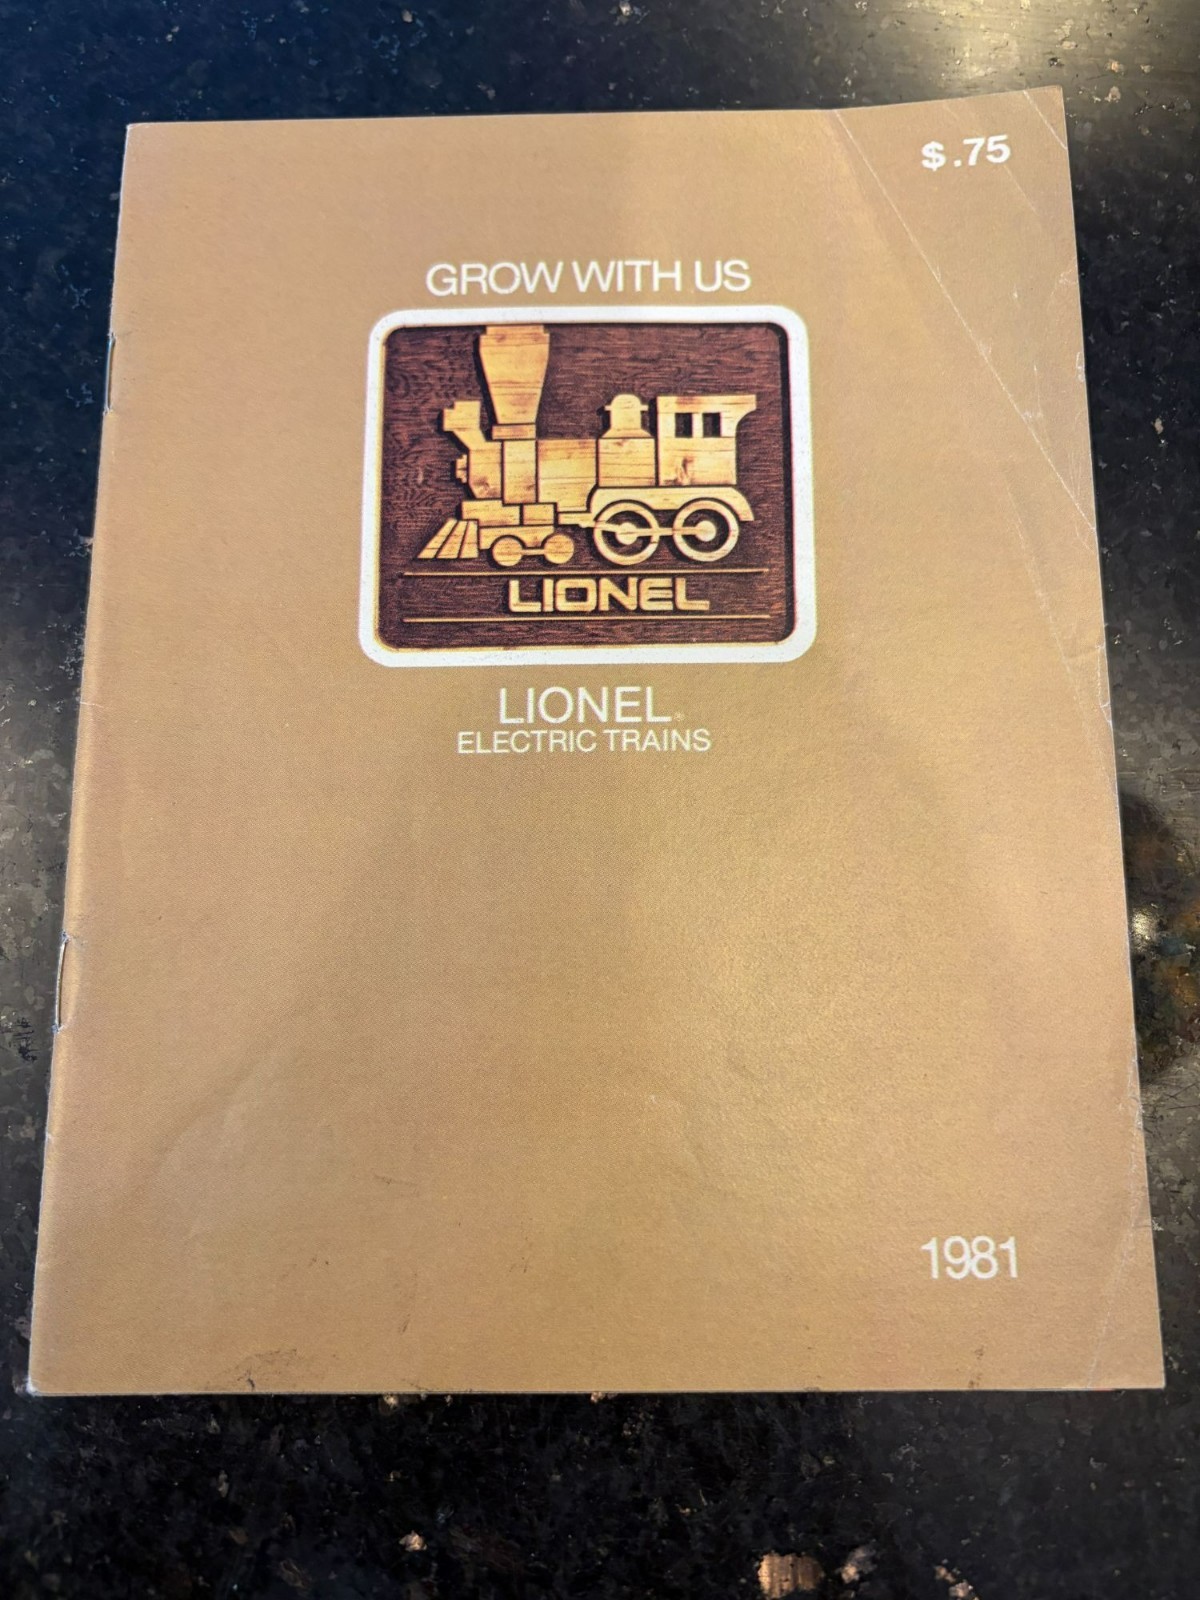 $.75
GROW WITH US
LIONEL
LIONEL®
ELECTRIC TRAINS
1981